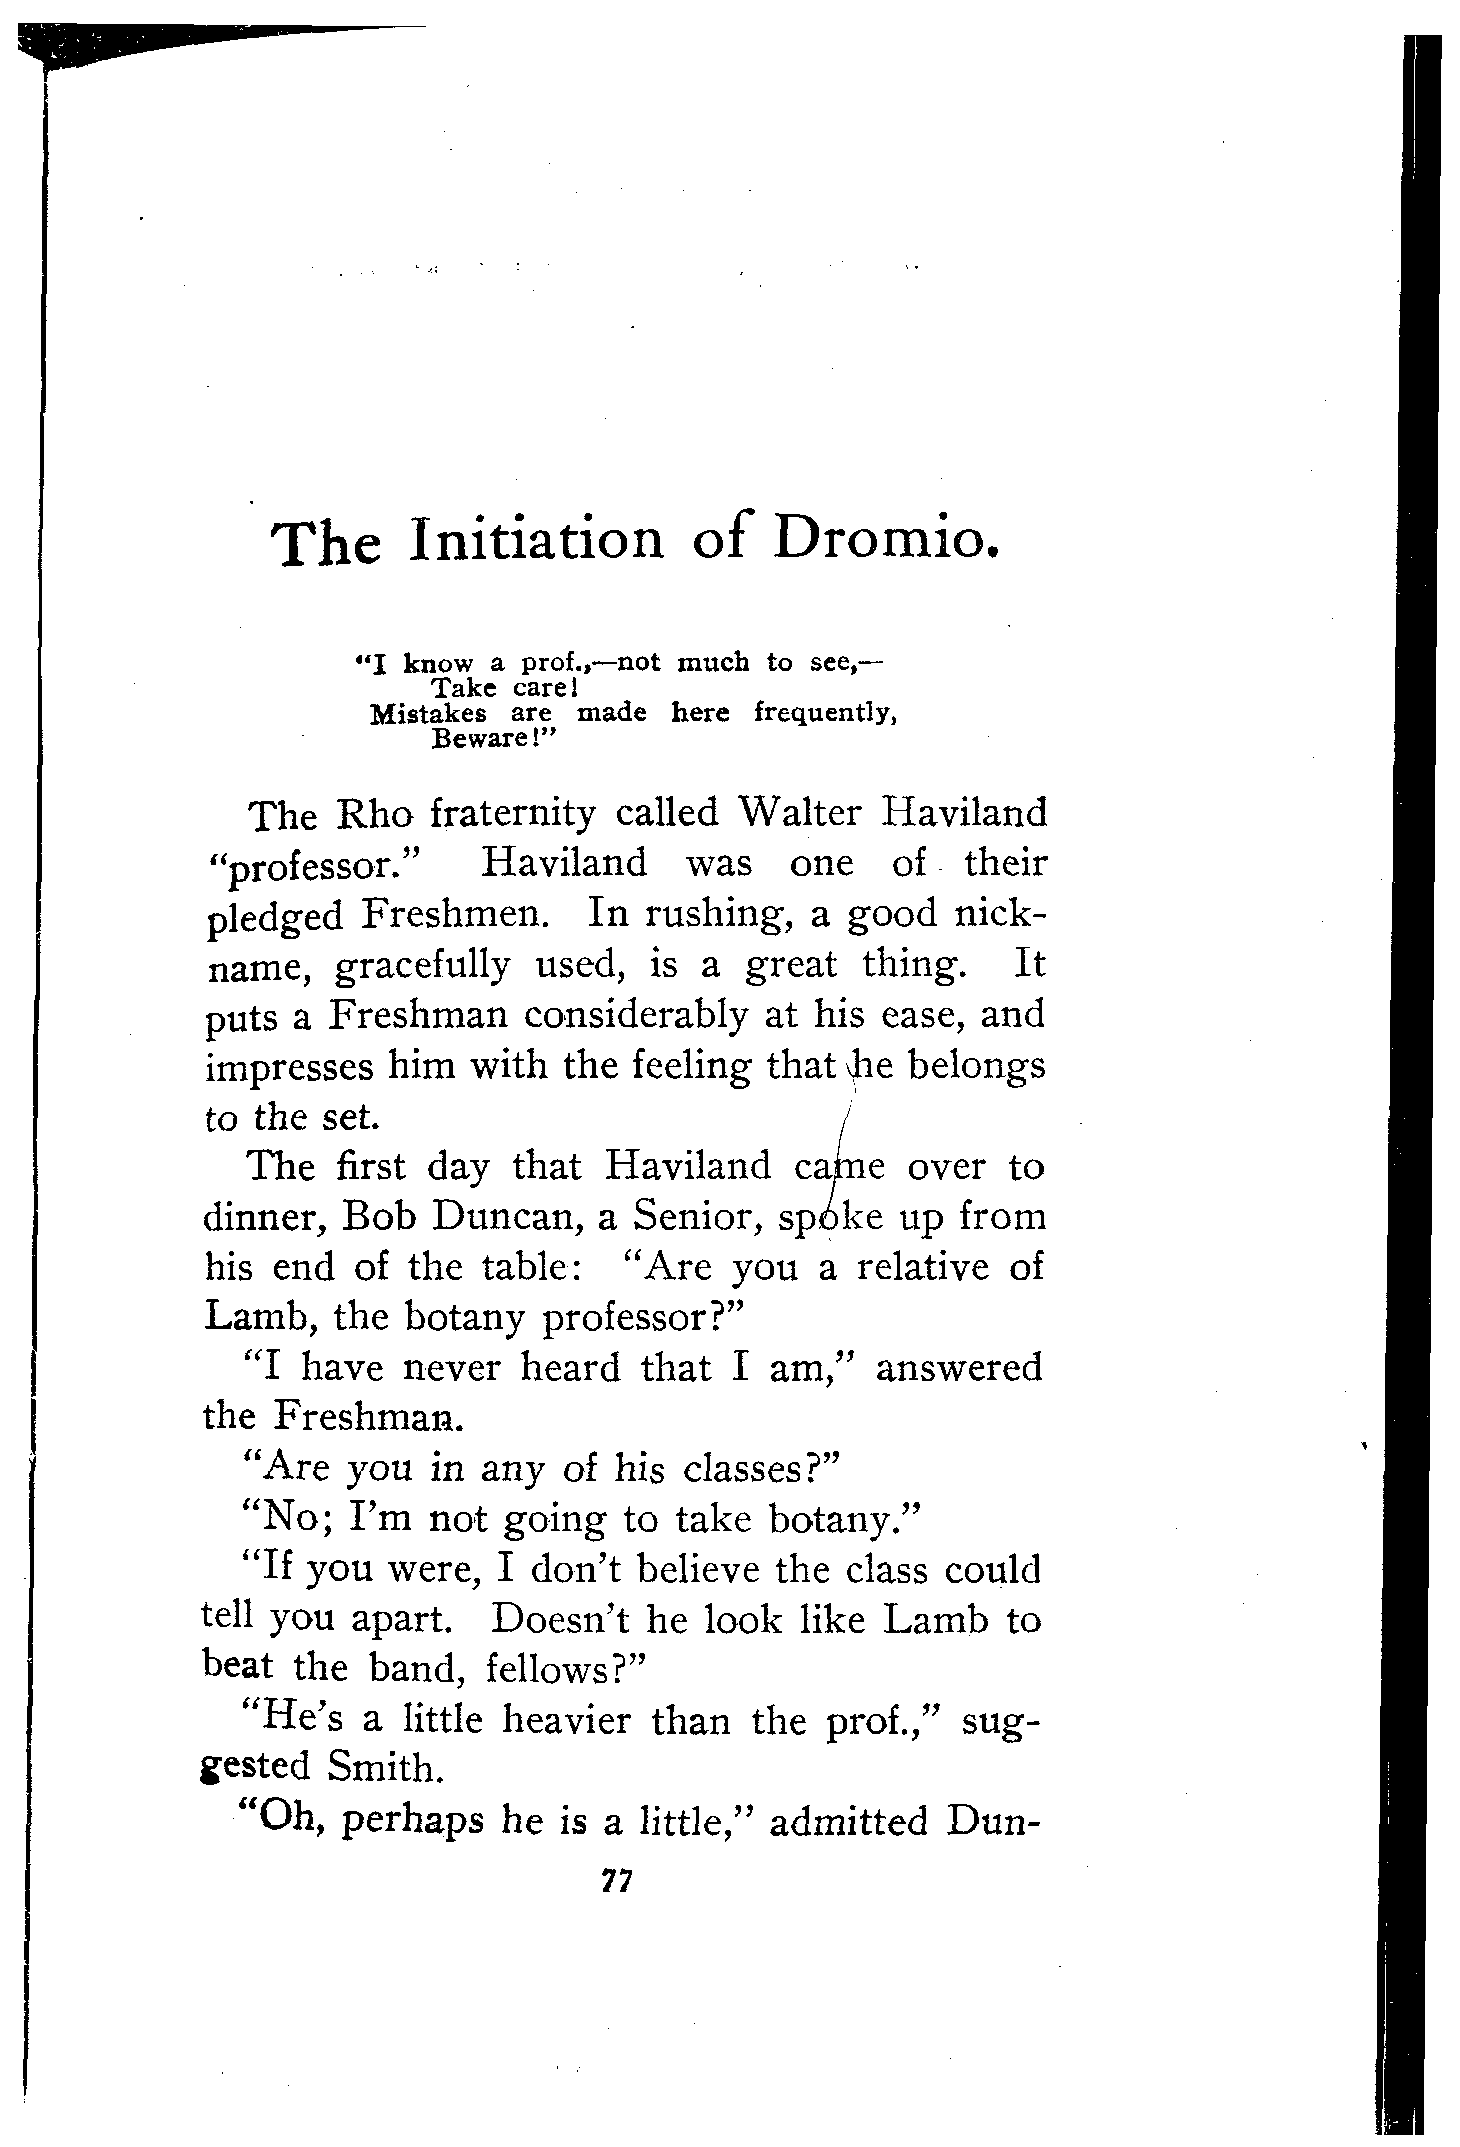 The Initiation of Dromio.
"I know a prof.,—not much to see,—
Take care!
Mistakes are made here frequently,
Beware!"
The Rho fraternity called Walter Haviland
"professor." Haviland was one of their
pledged Freshmen. In rushing, a good nick-
name, gracefully used, is a great thing. It
puts a Freshman considerably at his ease, and
impresses him with the feeling that he belongs
to the set.
The first day that Haviland came over to
dinner, Bob Duncan, a Senior, spoke up from
his end of the table: "Are you a relative of
Lamb, the botany professor?"
"I have never heard that I am," answered
the Freshman.
"Are you in any of his classes?"
"No; I'm not going to take botany."
"If you were, I don't believe the class could
tell you apart. Doesn't he look like Lamb to
beat the band, fellows?"
"He's a little heavier than the prof.," sug-
gested Smith.
"Oh, perhaps he is a little," admitted Dun-
77